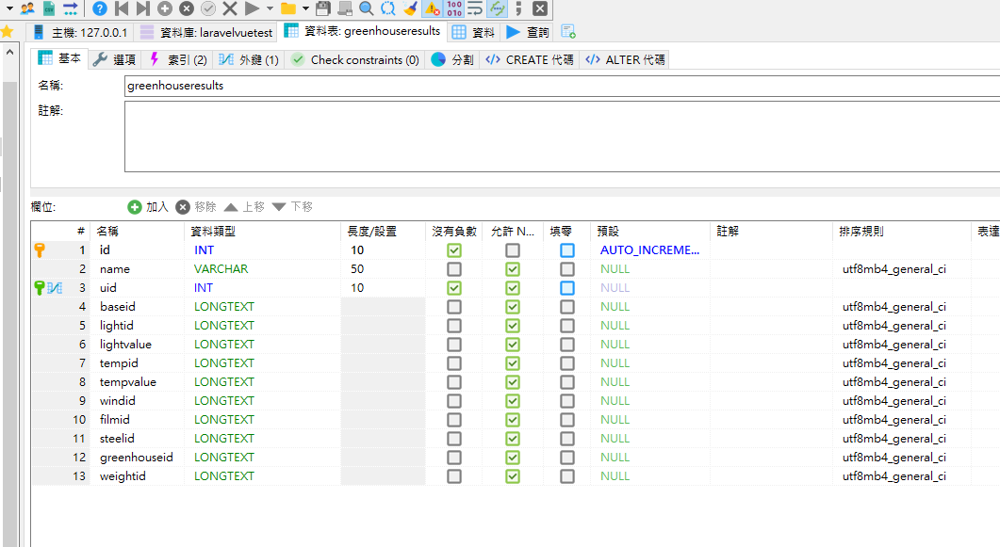 主機: 127.0.0.1 資料庫: laravelvuetest 資料表: greenhouseresults 資料 查詢
基本 選項 索引 (2) 外鍵 (1) Check constraints (0) 分割 CREATE 代碼 ALTER 代碼
名稱: greenhouseresults
註解:
欄位: 加入 移除 上移 下移
# 名稱 資料類型 長度/設置 沒有負數 允許 N... 填零 預設 註解 排序規則 表達
1 id INT 10 AUTO_INCREME...
2 name VARCHAR 50 NULL utf8mb4_general_ci
3 uid INT 10 NULL
4 baseid LONGTEXT NULL utf8mb4_general_ci
5 lightid LONGTEXT NULL utf8mb4_general_ci
6 lightvalue LONGTEXT NULL utf8mb4_general_ci
7 tempid LONGTEXT NULL utf8mb4_general_ci
8 tempvalue LONGTEXT NULL utf8mb4_general_ci
9 windid LONGTEXT NULL utf8mb4_general_ci
10 filmid LONGTEXT NULL utf8mb4_general_ci
11 steelid LONGTEXT NULL utf8mb4_general_ci
12 greenhouseid LONGTEXT NULL utf8mb4_general_ci
13 weightid LONGTEXT NULL utf8mb4_general_ci